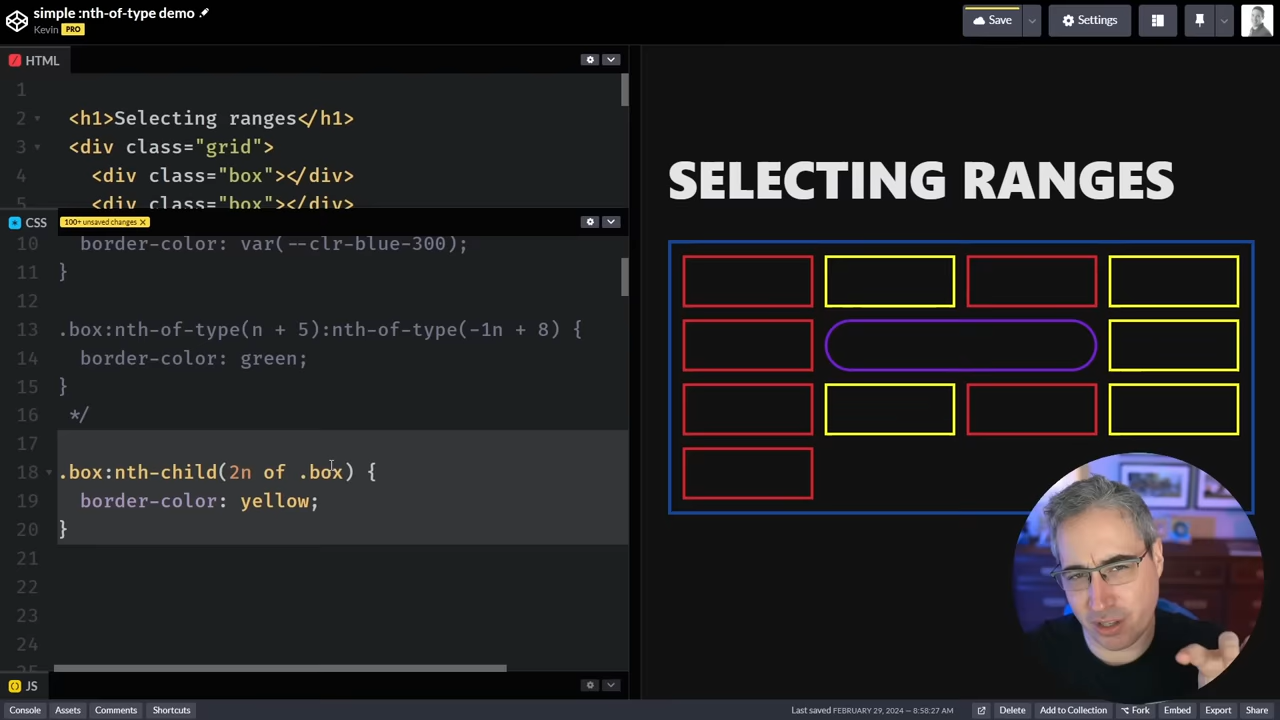 simple :nth-of-type demo
Kevin PRO
Save
Settings
HTML
1
2 <h1>Selecting ranges</h1>
3 <div class="grid">
4 <div class="box"></div>
5 <div class="box"></div>
CSS 100+ unsaved changes X
10 border-color: var(--clr-blue-300);
11 }
12
13 .box:nth-of-type(n + 5):nth-of-type(-1n + 8) {
14 border-color: green;
15 }
16 */
17
18 .box:nth-child(2n of .box) {
19 border-color: yellow;
20 }
21
22
23
24
25
JS
SELECTING RANGES
Console Assets Comments Shortcuts
Last saved FEBRUARY 29, 2024 — 8:58:27 AM
Delete Add to Collection Fork Embed Export Share